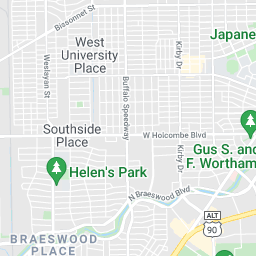 Bissonnet St
Japane
West
University
Place
Weslayan St
Buffalo Speedway
Kirby Dr
Southside
Place
W Holcombe Blvd
Kirby Dr
Gus S. and
F. Wortham
Helen's Park
N Braeswood Blvd
ALT
90
BRAESWOOD
PLACE